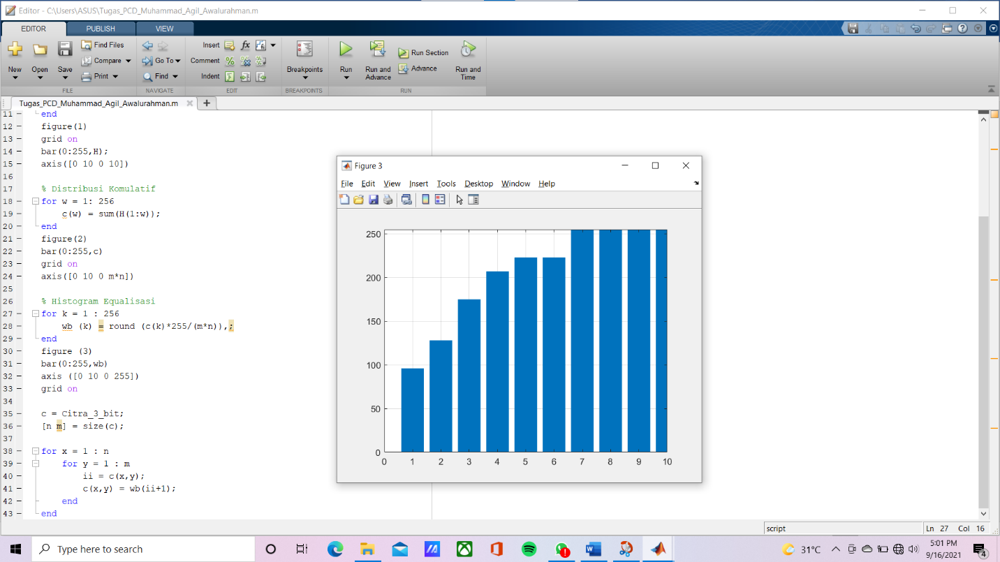 Editor - C:\Users\ASUS\Tugas_PCD_Muhammad_Agil_Awalurahman.m
EDITOR PUBLISH VIEW
New Open Save Find Files Compare Print
Go To Find
Insert Comment Indent
Breakpoints
Run Run and Advance Run Section Advance Run and Time
FILE NAVIGATE EDIT BREAKPOINTS RUN
Tugas_PCD_Muhammad_Agil_Awalurahman.m
11 end
12 figure(1)
13 grid on
14 bar(0:255,H);
15 axis([0 10 0 10])
16
17 % Distribusi Komulatif
18 for w = 1: 256
19 c(w) = sum(H(1:w));
20 end
21 figure(2)
22 bar(0:255,c)
23 grid on
24 axis([0 10 0 m*n])
25
26 % Histogram Equalisasi
27 for k = 1 : 256
28 wb (k) = round (c(k)*255/(m*n)),;
29 end
30 figure (3)
31 bar(0:255,wb)
32 axis ([0 10 0 255])
33 grid on
34
35 c = Citra_3_bit;
36 [n m] = size(c);
37
38 for x = 1 : n
39 for y = 1 : m
40 ii = c(x,y);
41 c(x,y) = wb(ii+1);
42 end
43 end
Figure 3
File Edit View Insert Tools Desktop Window Help
250
200
150
100
50
0
0 1 2 3 4 5 6 7 8 9 10
script
Ln 27 Col 16
Type here to search
31°C
5:01 PM
9/16/2021
4